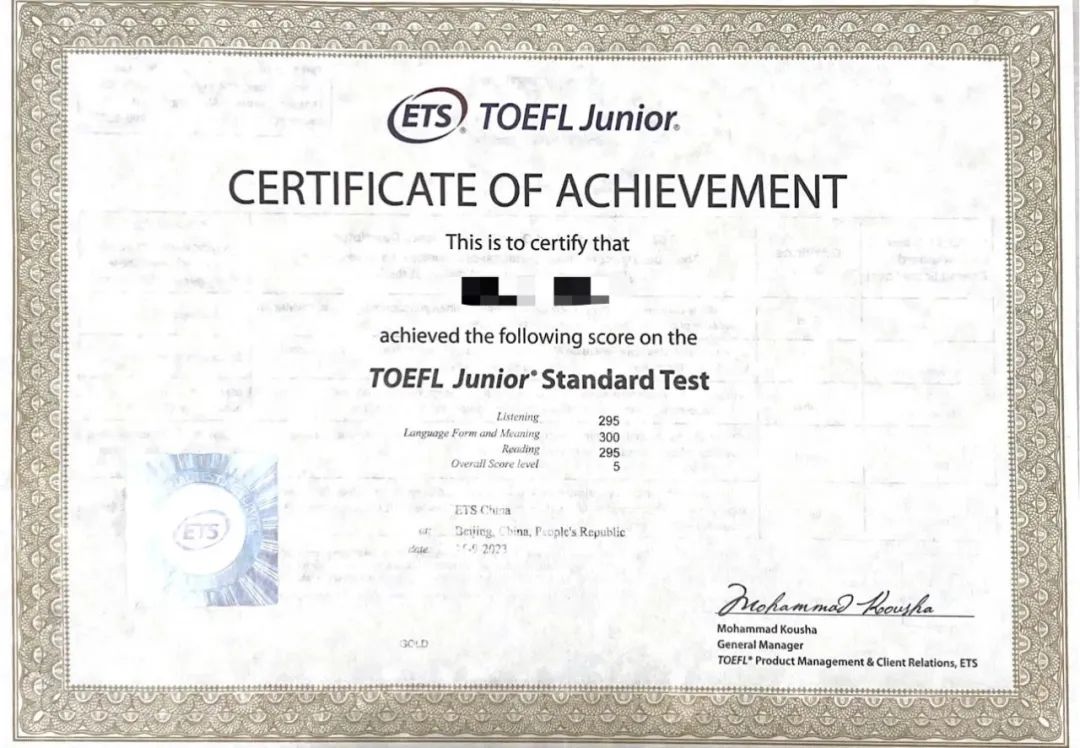 ETS® TOEFL Junior®
CERTIFICATE OF ACHIEVEMENT
This is to certify that
achieved the following score on the
TOEFL Junior® Standard Test
Listening 295
Language Form and Meaning 300
Reading 295
Overall Score level 5
ETS China
at: Beijing, China, People's Republic
date 2023
ETS
GOLD
Mohammad Kousha
Mohammad Kousha
General Manager
TOEFL® Product Management & Client Relations, ETS